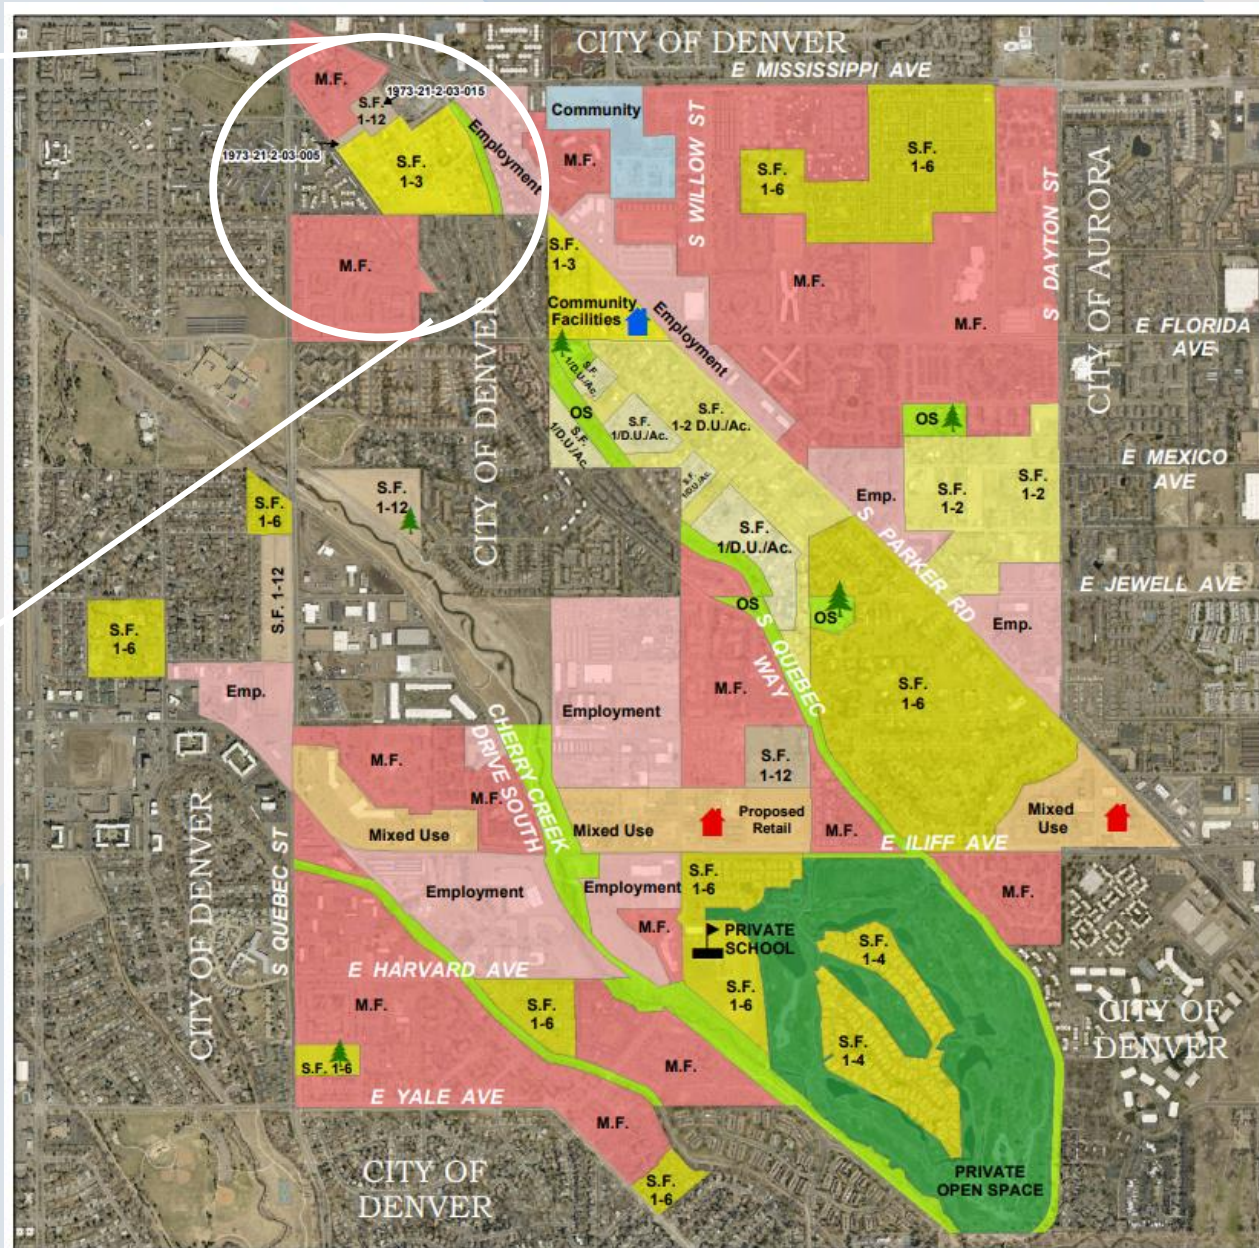 CITY OF DENVER
E MISSISSIPPI AVE
M.F.
S.F.
1-12
1973-21-2-03-015
1973-21-2-03-005
S.F.
1-3
Employment
Community
M.F.
S WILLOW ST
S.F.
1-6
S.F.
1-6
S DAYTON ST
CITY OF AURORA
M.F.
S.F.
1-3
Community
Facilities
Employment
M.F.
M.F.
E FLORIDA
AVE
CITY OF DENVER
S.F.
1/D.U./Ac.
OS
S.F.
1/D.U./Ac.
S.F.
1/D.U./Ac.
S.F.
1-2 D.U./Ac.
OS
E MEXICO
AVE
S.F.
1-6
S.F.
1-12
S.F.
1/D.U./Ac.
Emp.
S.F.
1-2
S.F.
1-2
S.F.
1/D.U./Ac.
S PARKER RD
E JEWELL AVE
S.F. 1-12
S.F.
1-6
OS
OS
Emp.
S QUEBEC
WAY
Emp.
M.F.
S.F.
1-6
Employment
CHERRY CREEK
DRIVE SOUTH
M.F.
S.F.
1-12
M.F.
Mixed Use
Mixed Use
Proposed
Retail
M.F.
Mixed
Use
E ILIFF AVE
CITY OF DENVER
S QUEBEC ST
Employment
Employment
S.F.
1-6
M.F.
M.F.
PRIVATE
SCHOOL
S.F.
1-4
E HARVARD AVE
M.F.
S.F.
1-6
S.F.
1-6
CITY OF
DENVER
S.F.
1-4
S.F. 1-6
M.F.
E YALE AVE
M.F.
CITY OF
DENVER
S.F.
1-6
PRIVATE
OPEN SPACE